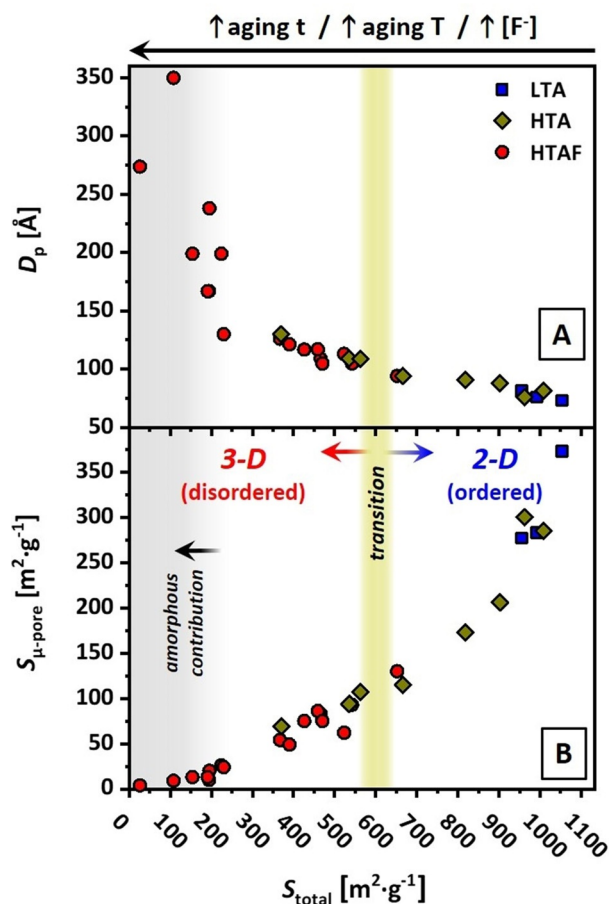 ↑aging t / ↑aging T / ↑[F⁻]
350
300
250
200
150
100
50
Dp [Å]
LTA
HTA
HTAF
A
350
300
250
200
150
100
50
0
Sμ-pore [m²·g⁻¹]
3-D
(disordered)
2-D
(ordered)
transition
amorphous
contribution
B
0 100 200 300 400 500 600 700 800 900 1000 1100
Stotal [m²·g⁻¹]